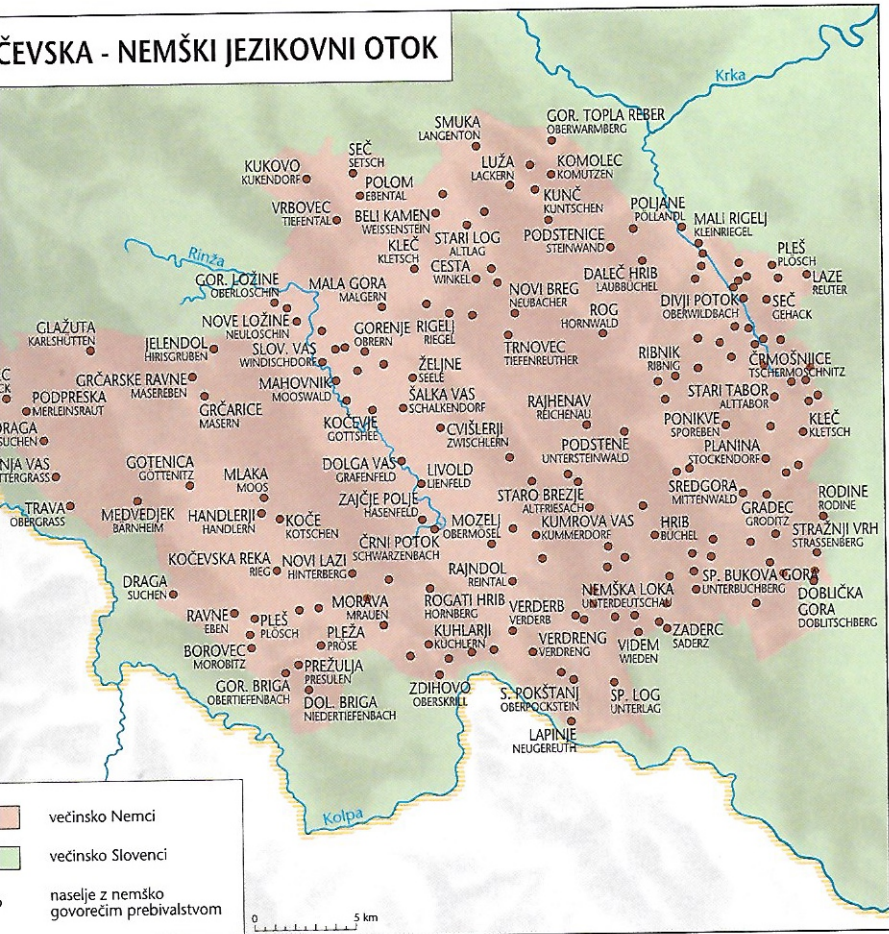 ČEVSKA - NEMŠKI JEZIKOVNI OTOK
Krka
SMUKA
LANGENTON
GOR. TOPLA REBER
OBERWARMBERG
SEČ
SETSCH
LUŽA
LACKERN
KOMOLEC
KOMUTZEN
KUKOVO
KUKENDORF
POLOM
EBENTAL
KUNČ
KUNTSCHEN
VRBOVEC
TIEFENTAL
BELI KAMEN
WEISSENSTEIN
POLJANE
PÖLLANDL
MALI RIGELJ
KLEINRIEGEL
STARI LOG
ALTLAG
PODSTENICE
STEINWAND
KLEČ
KLETSCH
PLEŠ
PLÖSCH
Rinža
CESTA
WINKEL
DALEČ HRIB
LAUBBÜCHEL
LAZE
REUTER
GOR. LOŽINE
OBERLOSCHIN
MALA GORA
MALGERN
NOVI BREG
NEUBACHER
DIVJI POTOK
OBERWILDBACH
SEČ
GEHACK
ROG
HORNWALD
NOVE LOŽINE
NEULOSCHIN
GORENJE
OBRERN
RIGELJ
RIEGEL
GLAŽUTA
KARLSHÜTTEN
JELENDOL
HIRISGRUBEN
SLOV. VAS
WINDISCHDORF
TRNOVEC
TIEFENREUTHER
RIBNIK
RIBNIG
ČRMOŠNJICE
TSCHERMOSCHNITZ
ŽELJNE
SEELE
GRČARSKE RAVNE
MASEREBEN
MAHOVNIK
MOOSWALD
STARI TABOR
ALTTABOR
PODPRESKA
MERLEINSRAUT
GRČARICE
MASERN
ŠALKA VAS
SCHALKENDORF
RAJHENAV
REICHENAU
KOČEVJE
GOTTSHEE
CVIŠLERJI
ZWISCHLERN
PONIKVE
SPOREBEN
KLEČ
KLETSCH
DRAGA
SUCHEN
PODSTENE
UNTERSTEINWALD
PLANINA
STOCKENDORF
NJA VAS
TTERGRASS
GOTENICA
GÖTTENITZ
MLAKA
MOOS
DOLGA VAS
GRAFENFELD
LIVOLD
LIENFELD
SREDGORA
MITTENWALD
RODINE
RODINE
STARO BREZJE
ALTFRIESACH
ZAJČJE POLJE
HASENFELD
TRAVA
OBERGRASS
MEDVEDJEK
BÄRNHEIM
HANDLERJI
HANDLERN
KOČE
KOTSCHEN
MOZELJ
OBERMÖSEL
KUMROVA VAS
KUMMERDORF
HRIB
BÜCHEL
GRADEC
GRODITZ
STRAŽNJI VRH
STRASSENBERG
ČRNI POTOK
SCHWARZENBACH
KOČEVSKA REKA
RIEG
NOVI LAZI
HINTERBERG
RAJNDOL
REINTAL
SP. BUKOVA GORA
UNTERBUCHBERG
DRAGA
SUCHEN
NEMŠKA LOKA
UNTERDEUTSCHAU
DOBLIČKA
GORA
DOBLITSCHBERG
RAVNE
EBEN
PLEŠ
PLÖSCH
MORAVA
MRAUEN
ROGATI HRIB
HORNBERG
VERDERB
VERDERB
BOROVEC
MOROBITZ
PLEŽA
PRÖSE
KUHLARJI
KÜCHLERN
VERDRENG
VERDRENG
VIDEM
WIEDEN
ZADERC
SADERZ
PREŽULJA
PRESULEN
GOR. BRIGA
OBERTIEFENBACH
DOL. BRIGA
NIEDERTIEFENBACH
ZDIHOVO
OBERSKRILL
S. POKŠTANJ
OBERPOCKSTEIN
SP. LOG
UNTERLAG
LAPINJE
NEUGEREUTH
Kolpa
večinsko Nemci
večinsko Slovenci
naselje z nemško
govorečim prebivalstvom
0 5 km